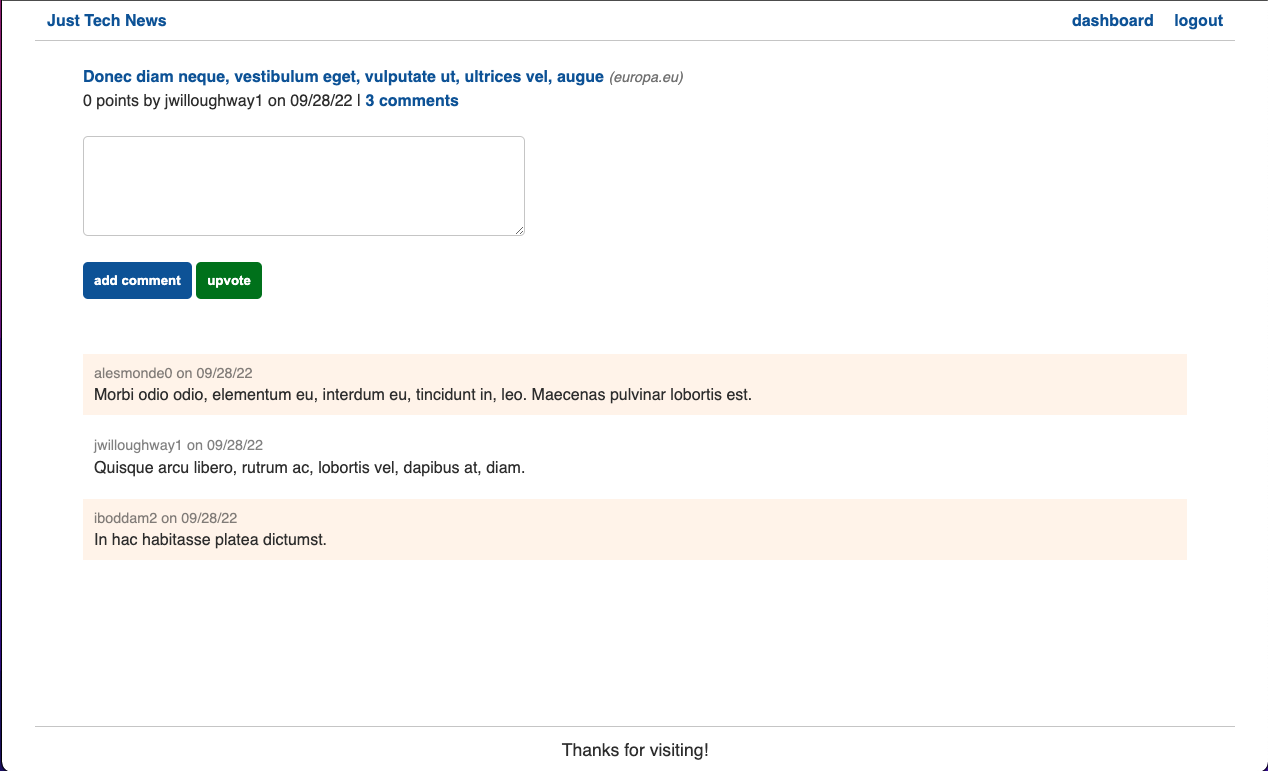 Just Tech News
dashboard logout
Donec diam neque, vestibulum eget, vulputate ut, ultrices vel, augue (europa.eu)
0 points by jwilloughway1 on 09/28/22 | 3 comments
add comment upvote
alesmonde0 on 09/28/22
Morbi odio odio, elementum eu, interdum eu, tincidunt in, leo. Maecenas pulvinar lobortis est.
jwilloughway1 on 09/28/22
Quisque arcu libero, rutrum ac, lobortis vel, dapibus at, diam.
iboddam2 on 09/28/22
In hac habitasse platea dictumst.
Thanks for visiting!